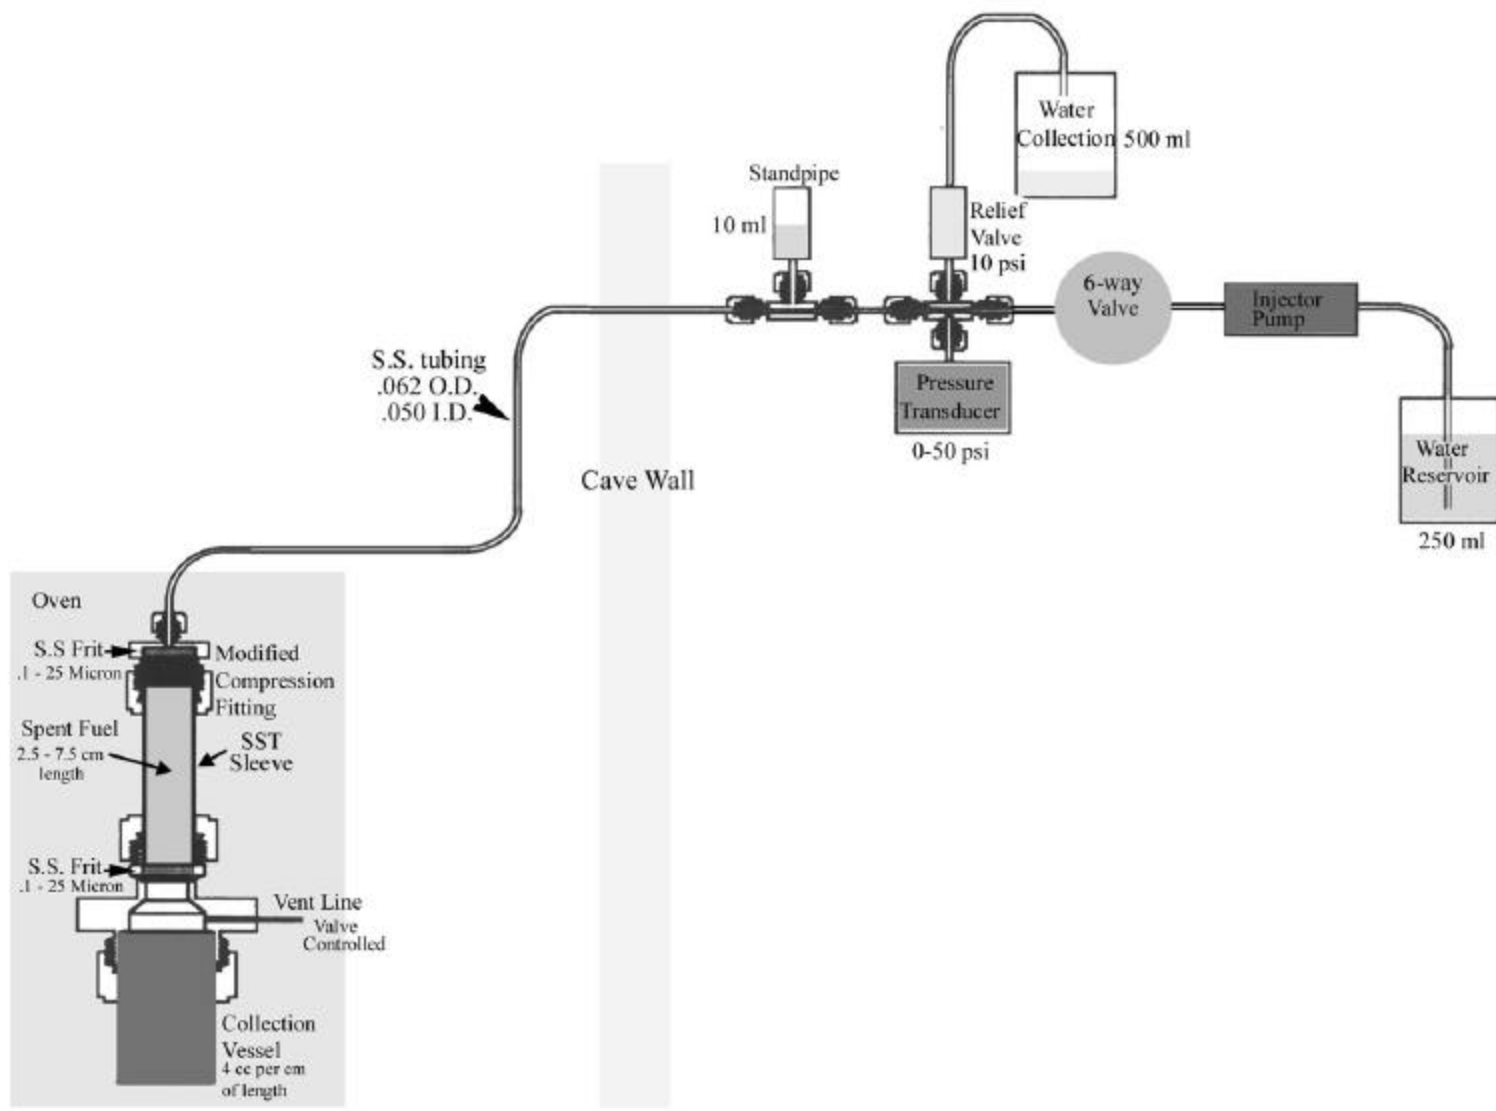 Water
Collection
500 ml
Standpipe
10 ml
Relief
Valve
10 psi
6-way
Valve
Injector
Pump
S.S. tubing
.062 O.D.
.050 I.D.
Pressure
Transducer
0-50 psi
Water
Reservoir
250 ml
Cave Wall
Oven
S.S Frit
.1 - 25 Micron
Modified
Compression
Fitting
Spent Fuel
2.5 - 7.5 cm
length
SST
Sleeve
S.S. Frit
.1 - 25 Micron
Vent Line
Valve
Controlled
Collection
Vessel
4 cc per cm
of length